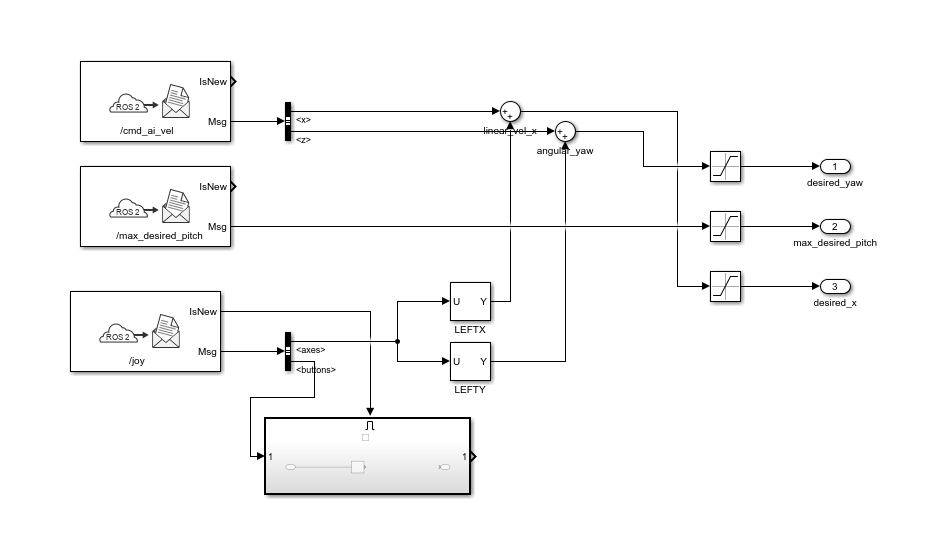 IsNew
ROS 2
Msg
/cmd_ai_vel
<x>
<z>
linear_vel_x
angular_yaw
IsNew
ROS 2
Msg
/max_desired_pitch
1
desired_yaw
2
max_desired_pitch
3
desired_x
IsNew
ROS 2
Msg
/joy
<axes>
<buttons>
U Y
LEFTX
U Y
LEFTY
1 1